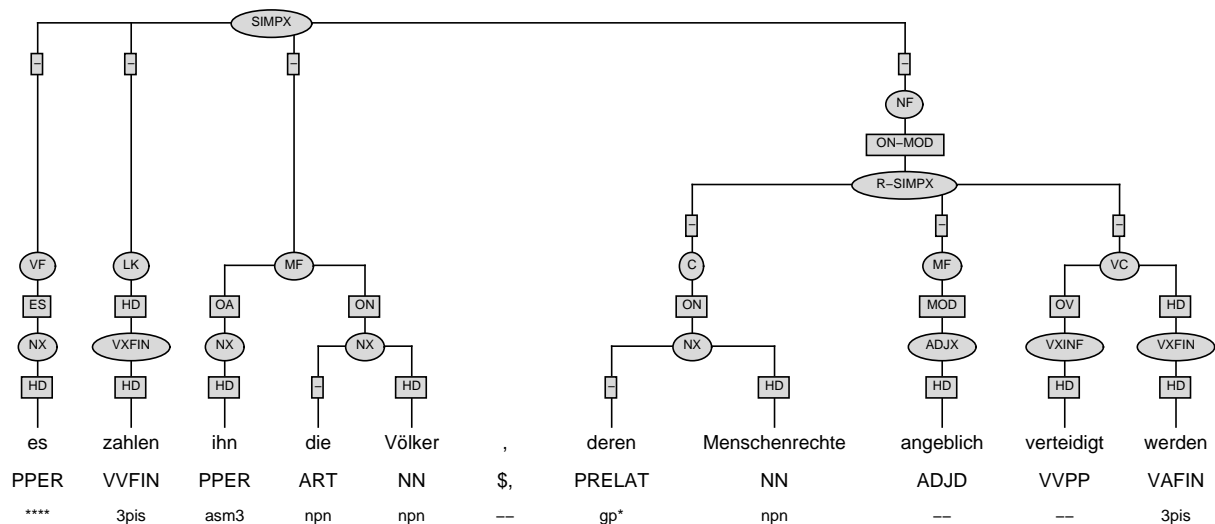 SIMPX
– – – –
NF
ON–MOD
R–SIMPX
– – –
VF LK MF C MF VC
ES HD OA ON ON MOD OV HD
NX VXFIN NX NX NX ADJX VXINF VXFIN
HD HD HD – HD – HD HD HD HD
es zahlen ihn die Völker , deren Menschenrechte angeblich verteidigt werden
PPER VVFIN PPER ART NN $, PRELAT NN ADJD VVPP VAFIN
**** 3pis asm3 npn npn –– gp* npn –– –– 3pis